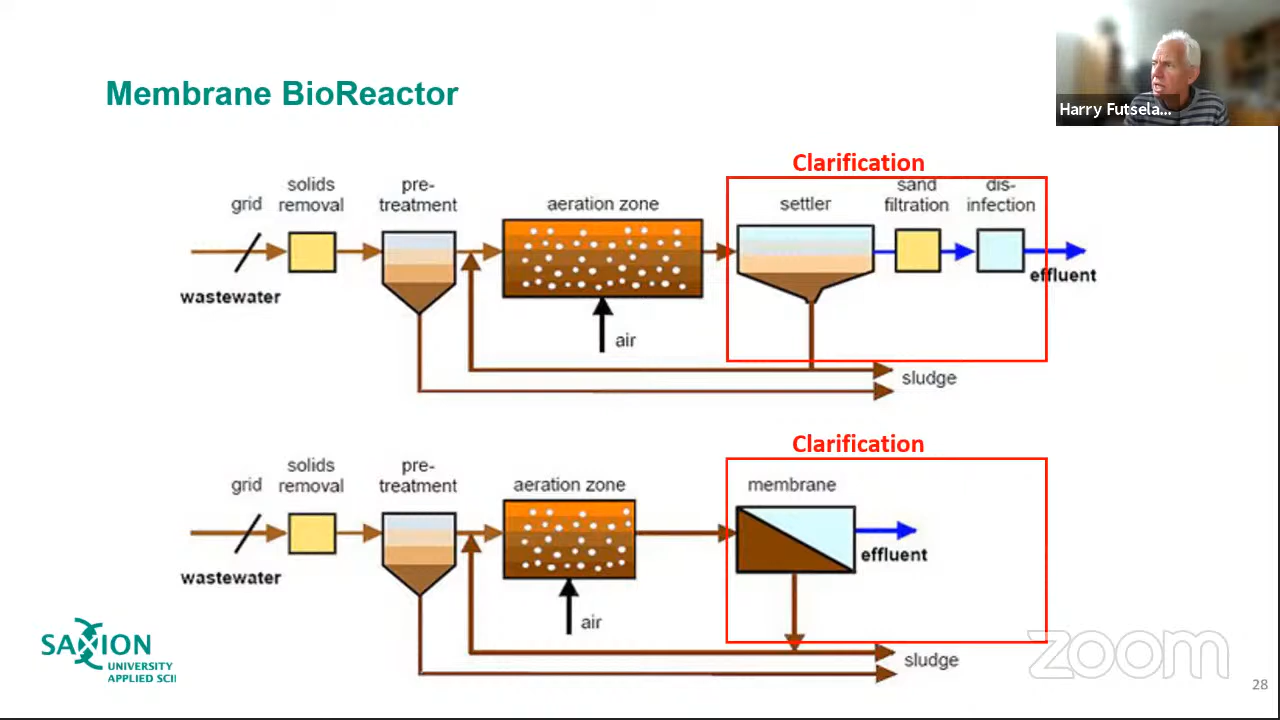 Membrane BioReactor
Harry Futsela...
Clarification
grid
solids
removal
pre-
treatment
aeration zone
settler
sand
filtration
dis-
infection
wastewater
effluent
air
sludge
Clarification
grid
solids
removal
pre-
treatment
aeration zone
membrane
wastewater
effluent
air
sludge
SAXION
UNIVERSITY
APPLIED SCII
zoom
28